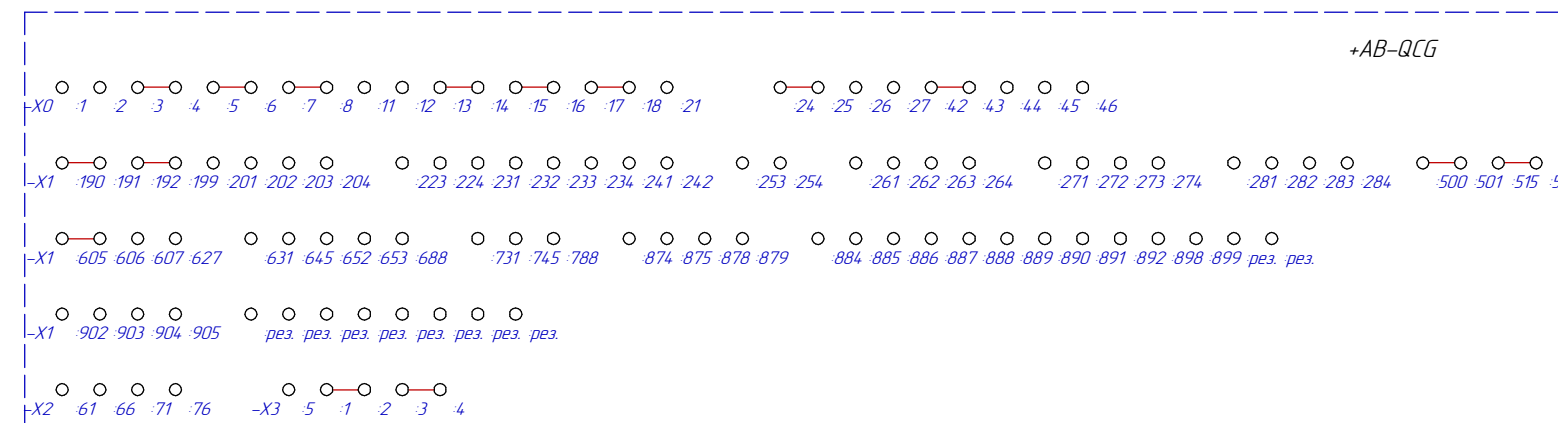 +AB-QCG
-X0 :1 :2 :3 :4 :5 :6 :7 :8 :11 :12 :13 :14 :15 :16 :17 :18 :21 :24 :25 :26 :27 :42 :43 :44 :45 :46
-X1 :190 :191 :192 :199 :201 :202 :203 :204 :223 :224 :231 :232 :233 :234 :241 :242 :253 :254 :261 :262 :263 :264 :271 :272 :273 :274 :281 :282 :283 :284 :500 :501 :515
-X1 :605 :606 :607 :627 :631 :645 :652 :653 :688 :731 :745 :788 :874 :875 :878 :879 :884 :885 :886 :887 :888 :889 :890 :891 :892 :898 :899 :рез. :рез.
-X1 :902 :903 :904 :905 :рез. :рез. :рез. :рез. :рез. :рез. :рез. :рез.
-X2 :61 :66 :71 :76 -X3 :5 :1 :2 :3 :4